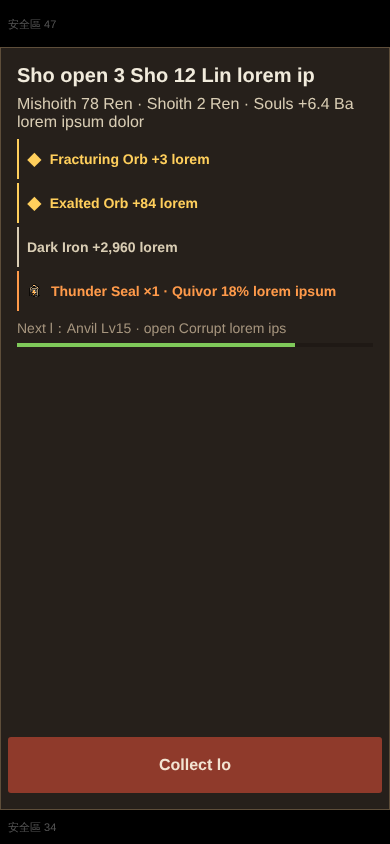 安全區 47
Sho open 3 Sho 12 Lin lorem ip
Mishoith 78 Ren · Shoith 2 Ren · Souls +6.4 Ba
lorem ipsum dolor
Fracturing Orb +3 lorem
Exalted Orb +84 lorem
Dark Iron +2,960 lorem
Thunder Seal ×1 · Quivor 18% lorem ipsum
Next l：Anvil Lv15 · open Corrupt lorem ips
Collect lo
安全區 34